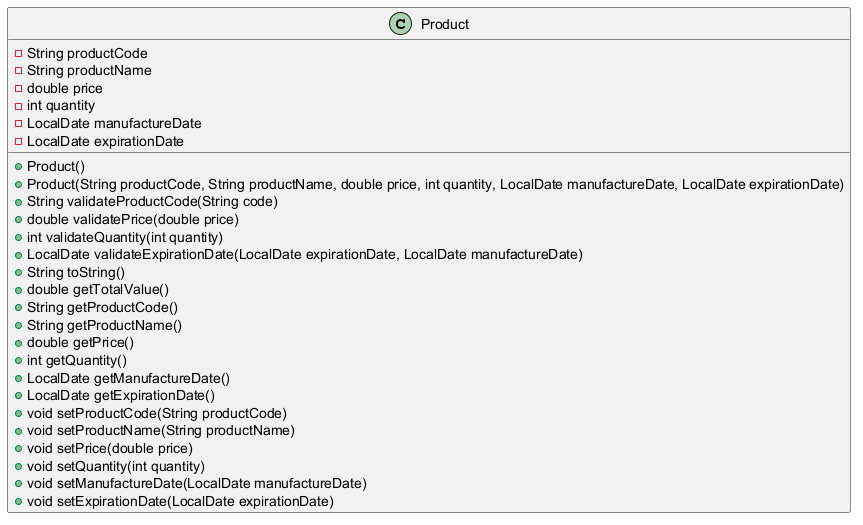 C Product
String productCode
String productName
double price
int quantity
LocalDate manufactureDate
LocalDate expirationDate
Product()
Product(String productCode, String productName, double price, int quantity, LocalDate manufactureDate, LocalDate expirationDate)
String validateProductCode(String code)
double validatePrice(double price)
int validateQuantity(int quantity)
LocalDate validateExpirationDate(LocalDate expirationDate, LocalDate manufactureDate)
String toString()
double getTotalValue()
String getProductCode()
String getProductName()
double getPrice()
int getQuantity()
LocalDate getManufactureDate()
LocalDate getExpirationDate()
void setProductCode(String productCode)
void setProductName(String productName)
void setPrice(double price)
void setQuantity(int quantity)
void setManufactureDate(LocalDate manufactureDate)
void setExpirationDate(LocalDate expirationDate)